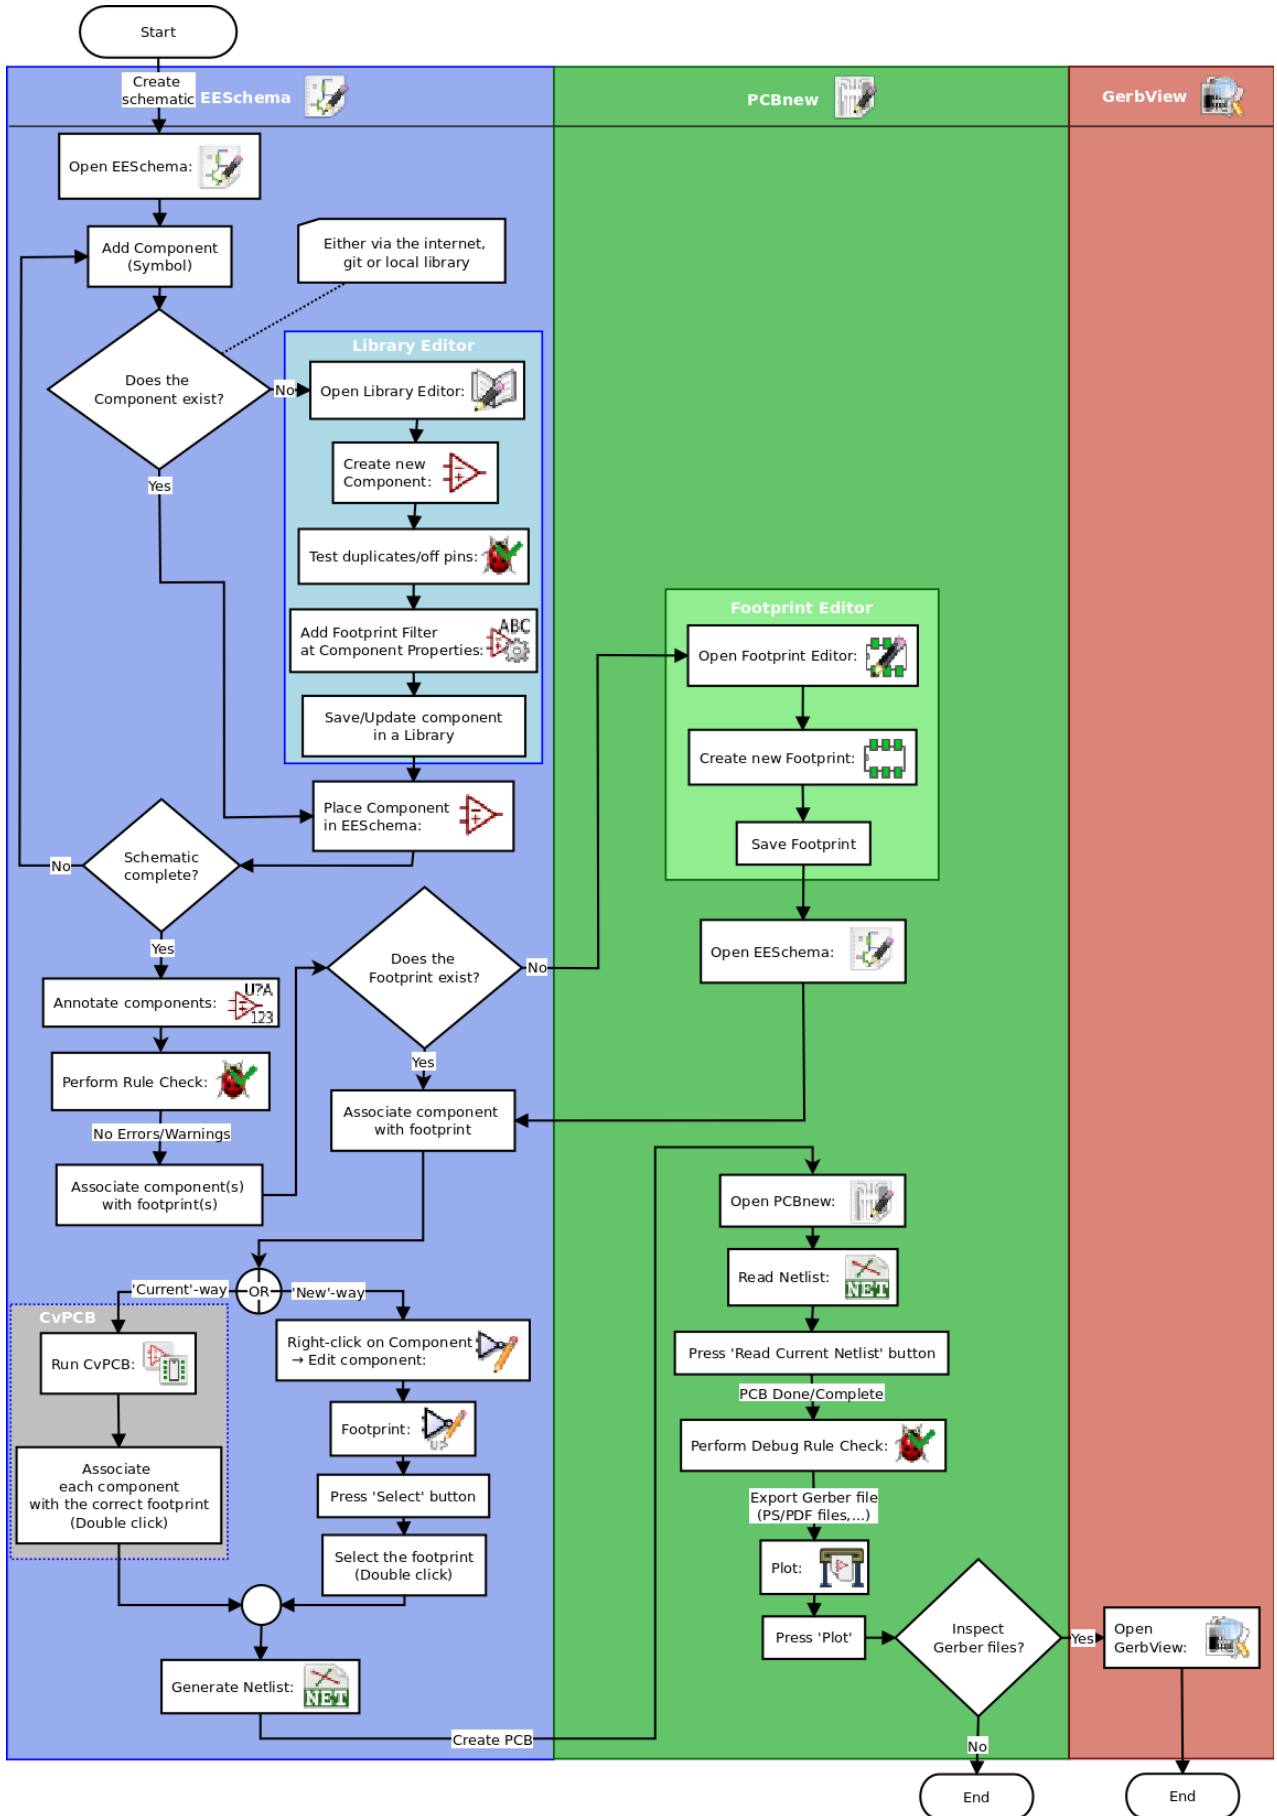 Start
Create
schematic
EESchema
PCBnew
GerbView
Open EESchema:
Add Component
(Symbol)
Either via the internet,
git or local library
Does the
Component exist?
No
Yes
Library Editor
Open Library Editor:
Create new
Component:
Test duplicates/off pins:
Add Footprint Filter
at Component Properties:
ABC
Save/Update component
in a Library
Place Component
in EESchema:
Schematic
complete?
No
Yes
Annotate components:
U?A
123
Perform Rule Check:
No Errors/Warnings
Associate component(s)
with footprint(s)
Does the
Footprint exist?
No
Yes
Footprint Editor
Open Footprint Editor:
Create new Footprint:
Save Footprint
Open EESchema:
Associate component
with footprint
OR
'Current'-way
'New'-way
CvPCB
Run CvPCB:
Associate
each component
with the correct footprint
(Double click)
Right-click on Component
→ Edit component:
Footprint:
Press 'Select' button
Select the footprint
(Double click)
Generate Netlist:
NET
Create PCB
Open PCBnew:
Read Netlist:
NET
Press 'Read Current Netlist' button
PCB Done/Complete
Perform Debug Rule Check:
Export Gerber file
(PS/PDF files,...)
Plot:
Press 'Plot'
Inspect
Gerber files?
Yes
No
Open
GerbView:
End
End